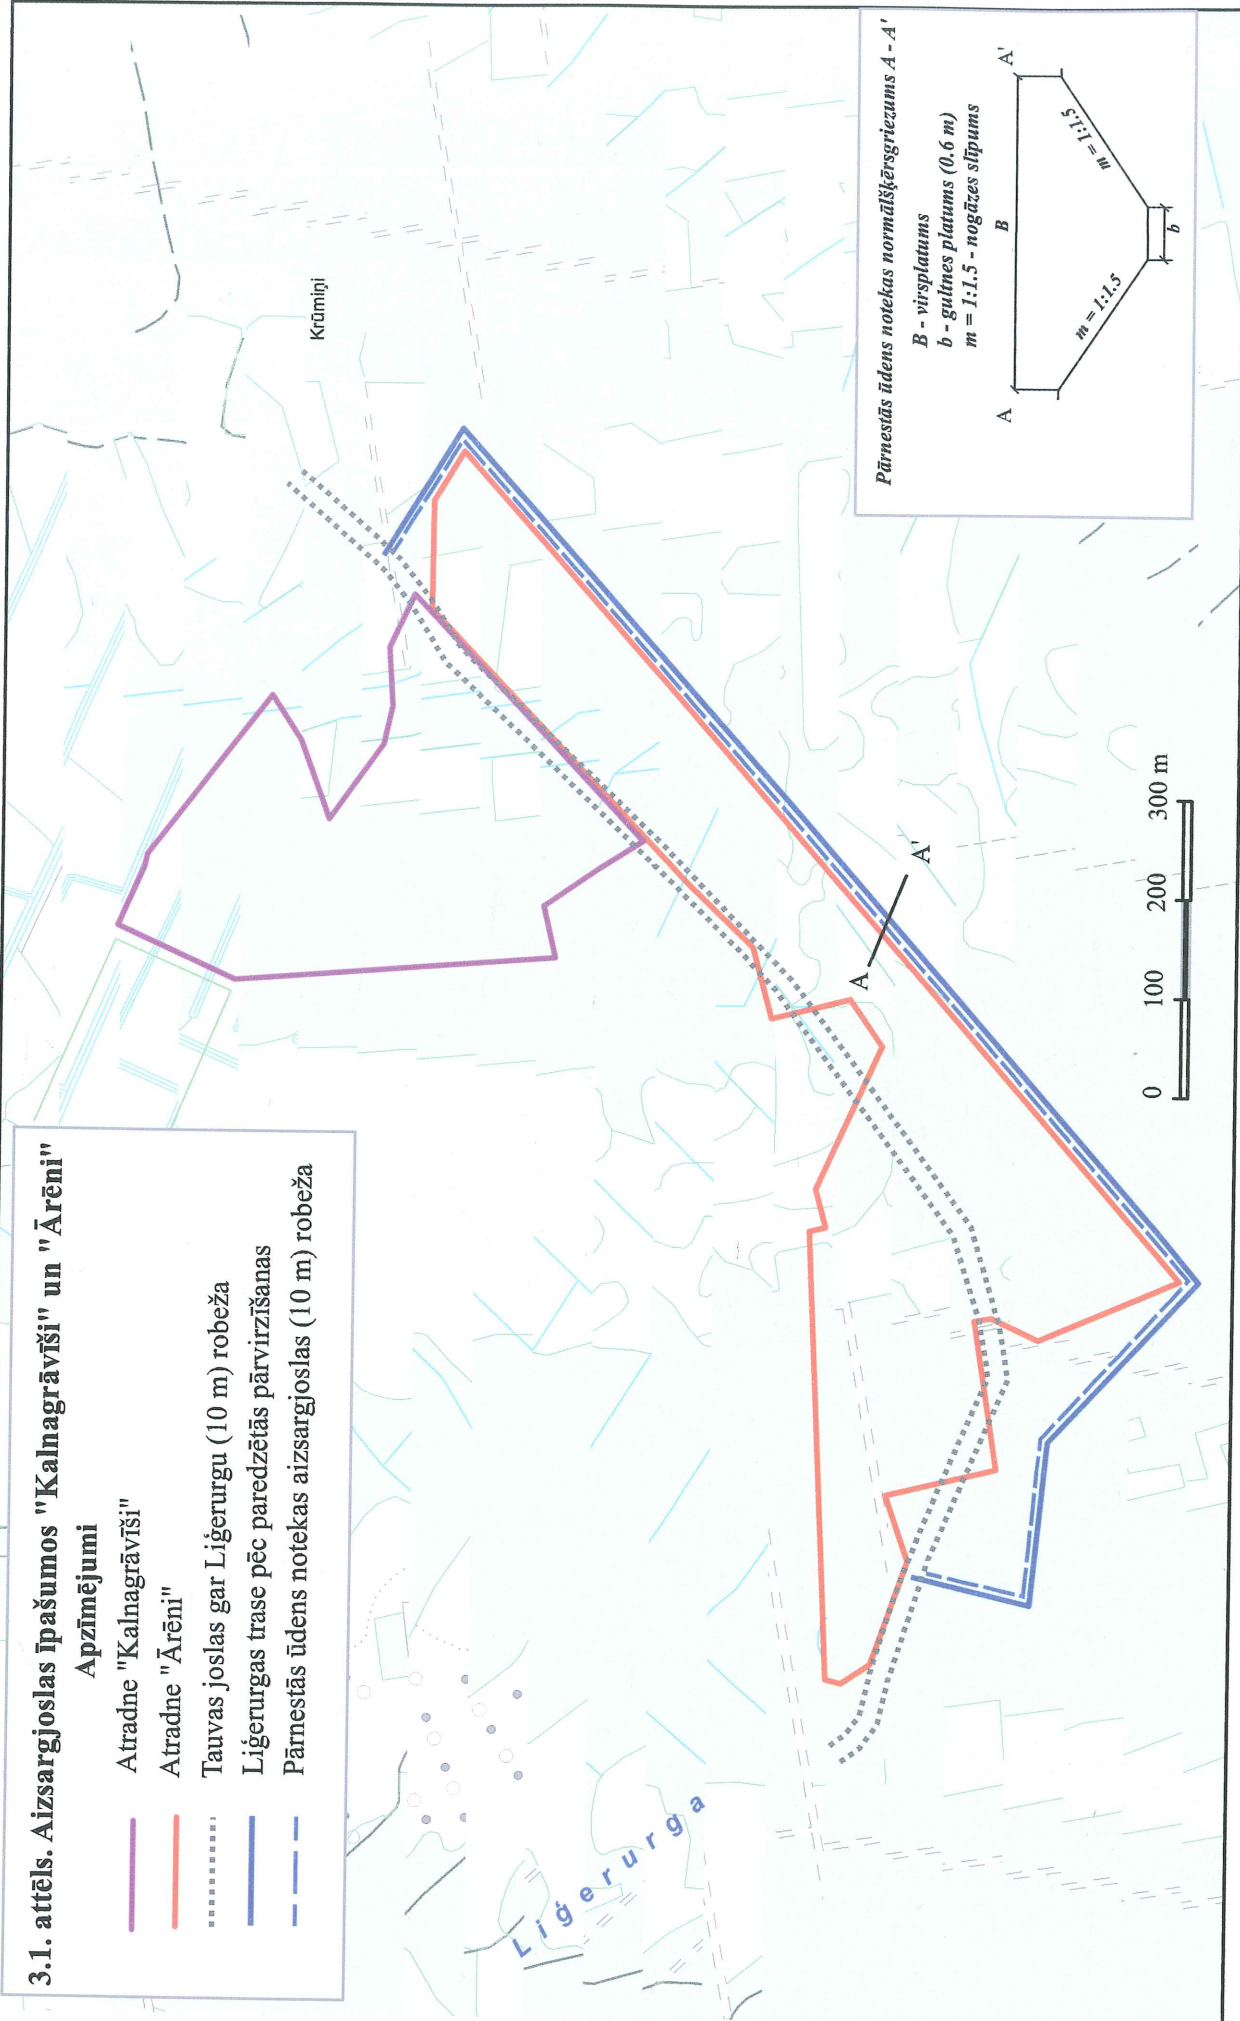 3.1. attēls. Aizsargjoslas īpašumos "Kalnagrāvīši" un "Ārēni"
Apzīmējumi
Atradne "Kalnagrāvīši"
Atradne "Ārēni"
Tauvas joslas gar Liģerurgu (10 m) robeža
Liģerurgas trase pēc paredzētās pārvirzīšanas
Pārnestās ūdens notekas aizsargjoslas (10 m) robeža
Krūmiņi
Liģerurga
A
A'
0 100 200 300 m
Pārnestās ūdens notekas normālšķērsgriezums A - A'
B - virsplatums
b - gultnes platums (0.6 m)
m = 1:1.5 - nogāzes slīpums
A B A'
m = 1:1.5 m = 1:1.5
b